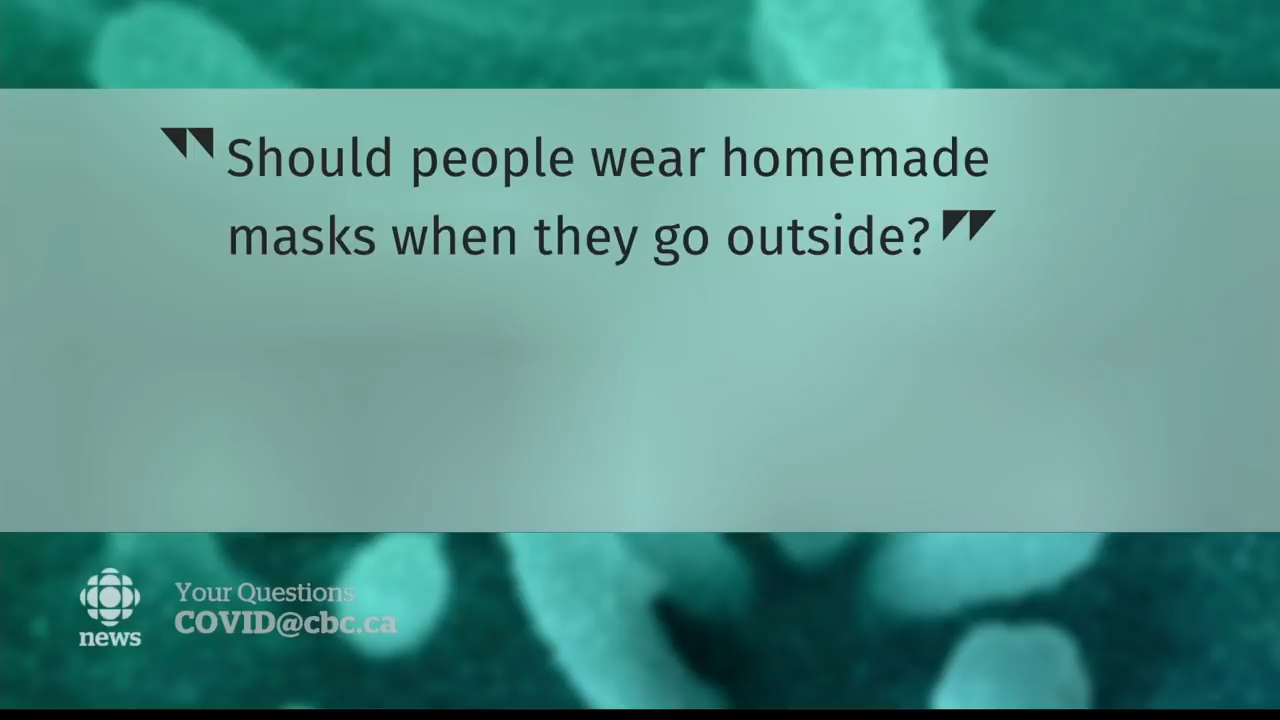 "Should people wear homemade
masks when they go outside?"
news
Your Questions
COVID@cbc.ca